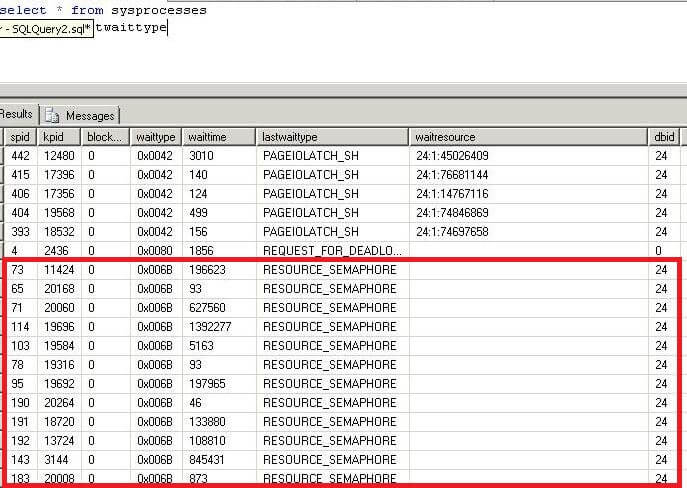 select * from sysprocesses
r - SQLQuery2.sql* twaittype
Results Messages
spid kpid block... waittype waittime lastwaittype waitresource dbid
442 12480 0 0x0042 3010 PAGEIOLATCH_SH 24:1:45026409 24
415 17396 0 0x0042 140 PAGEIOLATCH_SH 24:1:76681144 24
406 17356 0 0x0042 124 PAGEIOLATCH_SH 24:1:14767116 24
404 19568 0 0x0042 499 PAGEIOLATCH_SH 24:1:74846869 24
393 18532 0 0x0042 156 PAGEIOLATCH_SH 24:1:74697658 24
4 2436 0 0x0080 1856 REQUEST_FOR_DEADLO... 0
73 11424 0 0x006B 196623 RESOURCE_SEMAPHORE 24
65 20168 0 0x006B 93 RESOURCE_SEMAPHORE 24
71 20060 0 0x006B 627560 RESOURCE_SEMAPHORE 24
114 19696 0 0x006B 1392277 RESOURCE_SEMAPHORE 24
103 19584 0 0x006B 5163 RESOURCE_SEMAPHORE 24
78 19316 0 0x006B 93 RESOURCE_SEMAPHORE 24
95 19692 0 0x006B 197965 RESOURCE_SEMAPHORE 24
190 20264 0 0x006B 46 RESOURCE_SEMAPHORE 24
191 18720 0 0x006B 133880 RESOURCE_SEMAPHORE 24
192 13724 0 0x006B 108810 RESOURCE_SEMAPHORE 24
143 3144 0 0x006B 845431 RESOURCE_SEMAPHORE 24
183 20008 0 0x006B 873 RESOURCE_SEMAPHORE 24